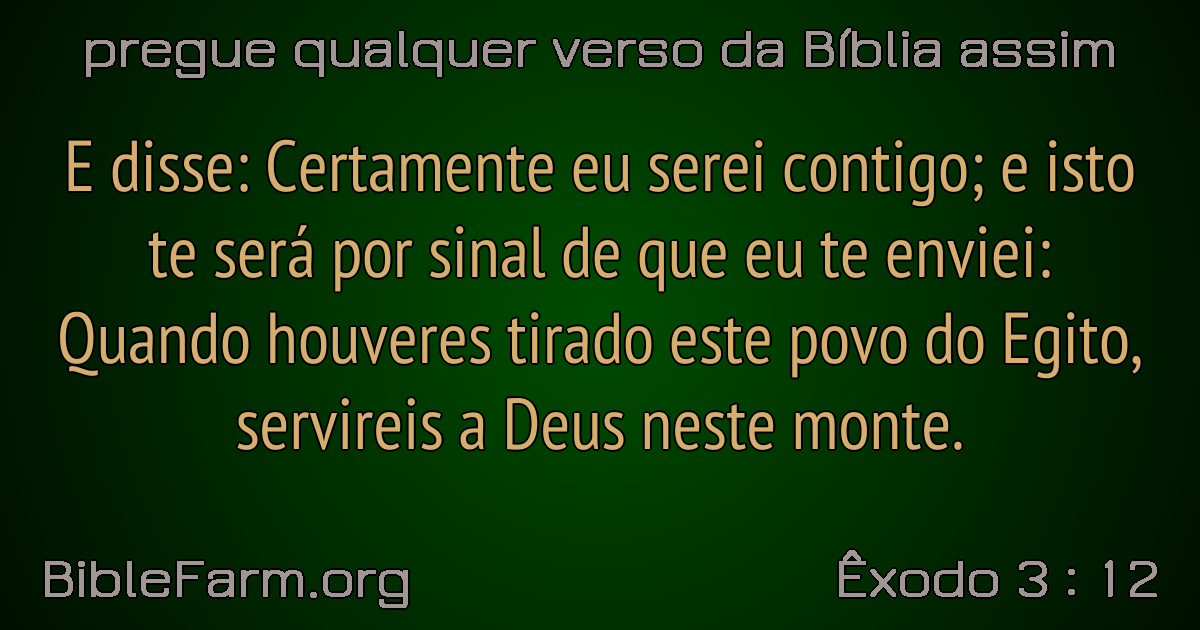 pregue qualquer verso da Bíblia assim
E disse: Certamente eu serei contigo; e isto
te será por sinal de que eu te enviei:
Quando houveres tirado este povo do Egito,
servireis a Deus neste monte.
BibleFarm.org
Êxodo 3 : 12